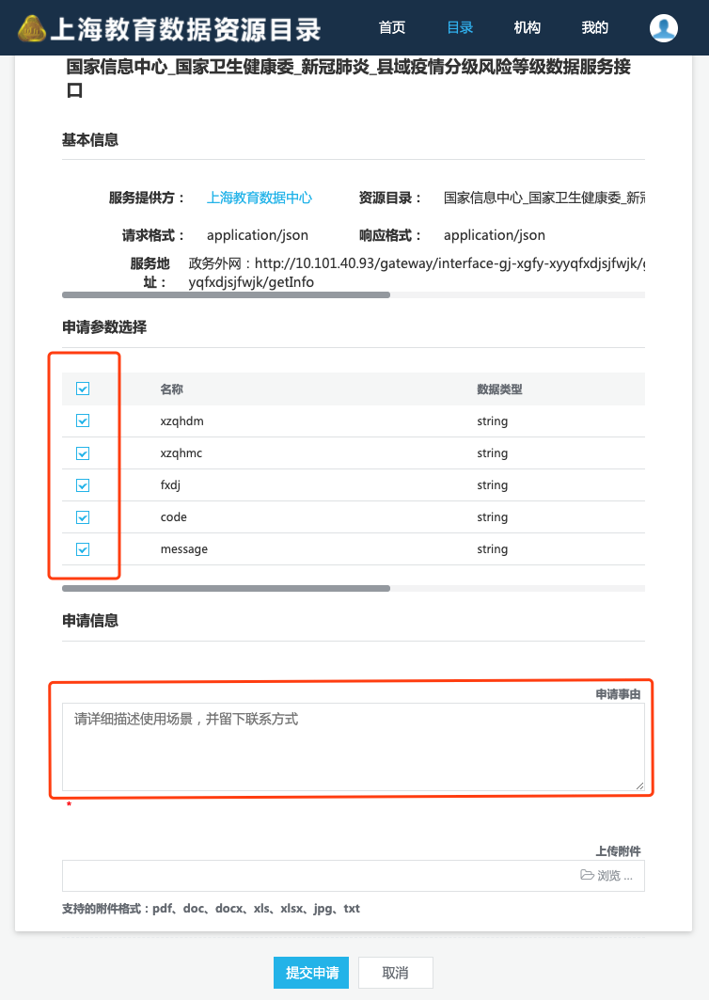 上海教育数据资源目录 首页 目录 机构 我的
国家信息中心_国家卫生健康委_新冠肺炎_县域疫情分级风险等级数据服务接
口
基本信息
服务提供方： 上海教育数据中心 资源目录： 国家信息中心_国家卫生健康委_新
请求格式： application/json 响应格式： application/json
服务地 政务外网：http://10.101.40.93/gateway/interface-gj-xgfy-xyyqfxdjsjfwjk/
址： yqfxdjsjfwjk/getInfo
申请参数选择
名称 数据类型
xzqhdm string
xzqhmc string
fxdj string
code string
message string
申请信息
申请事由
请详细描述使用场景，并留下联系方式
*
上传附件
浏览 ...
支持的附件格式：pdf、doc、docx、xls、xlsx、jpg、txt
提交申请 取消